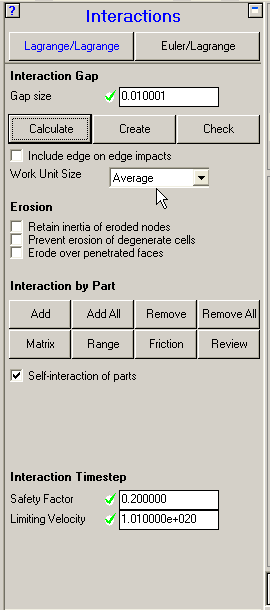 ? Interactions
Lagrange/Lagrange Euler/Lagrange
Interaction Gap
Gap size 0.010001
Calculate Create Check
Include edge on edge impacts
Work Unit Size Average
Erosion
Retain inertia of eroded nodes
Prevent erosion of degenerate cells
Erode over penetrated faces
Interaction by Part
Add Add All Remove Remove All
Matrix Range Friction Review
Self-interaction of parts
Interaction Timestep
Safety Factor 0.200000
Limiting Velocity 1.010000e+020